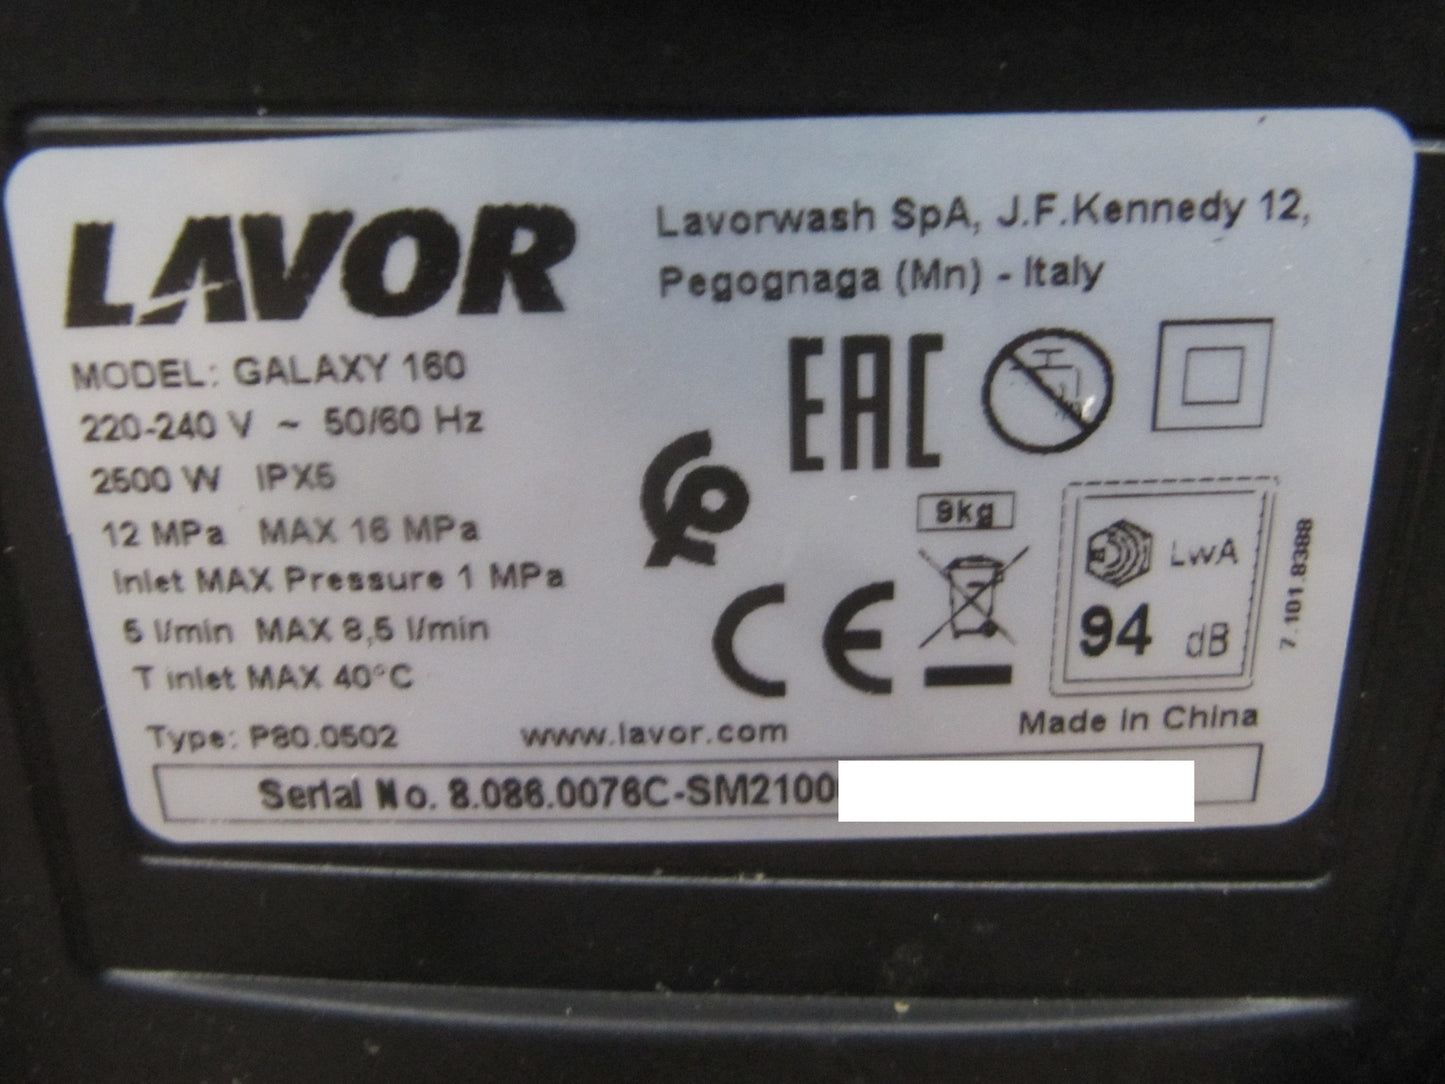 LAVOR
Lavorwash SpA, J.F.Kennedy 12,
Pegognaga (Mn) - Italy
MODEL: GALAXY 160
220-240 V ~ 50/60 Hz
2500 W IPX5
12 MPa MAX 16 MPa
Inlet MAX Pressure 1 MPa
5 l/min MAX 8,5 l/min
T inlet MAX 40°C
Type: P80.0502
www.lavor.com
EAC
9kg
CE
LwA
94 dB
7.101.8388
Made in China
Serial No. 8.086.0076C-SM2100